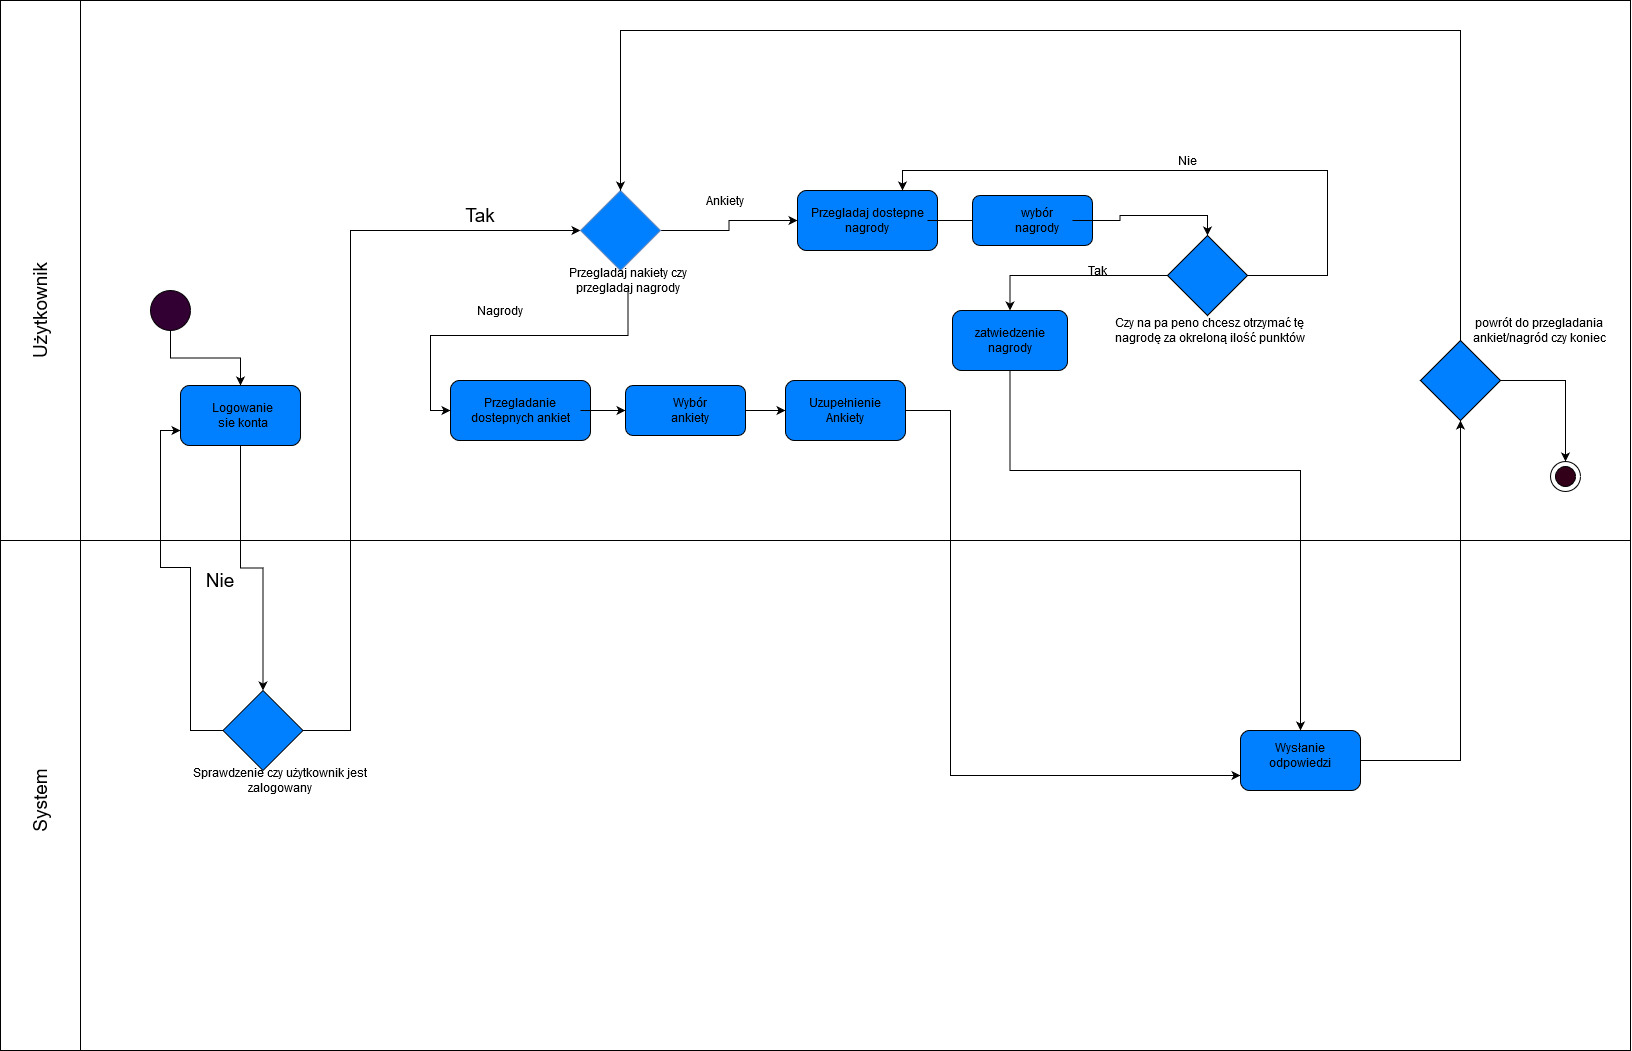 Użytkownik
Nie
Ankiety
Tak
Przegladaj dostepne
nagrody
wybór
nagrody
Przegladaj nakiety czy
przegladaj nagrody
Tak
Nagrody
Czy na pa peno chcesz otrzymać tę
nagrodę za okreloną ilość punktów
zatwiedzenie
nagrody
powrót do przegladania
ankiet/nagród czy koniec
Logowanie
sie konta
Przegladanie
dostepnych ankiet
Wybór
ankiety
Uzupełnienie
Ankiety
System
Nie
Sprawdzenie czy użytkownik jest
zalogowany
Wysłanie
odpowiedzi